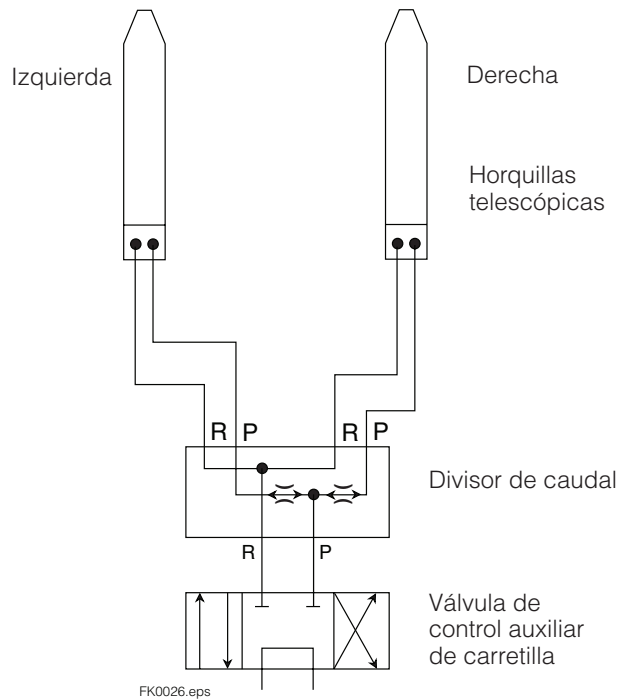 Izquierda
Derecha
Horquillas
telescópicas
R P
R P
Divisor de caudal
R
P
Válvula de
control auxiliar
de carretilla
FK0026.eps